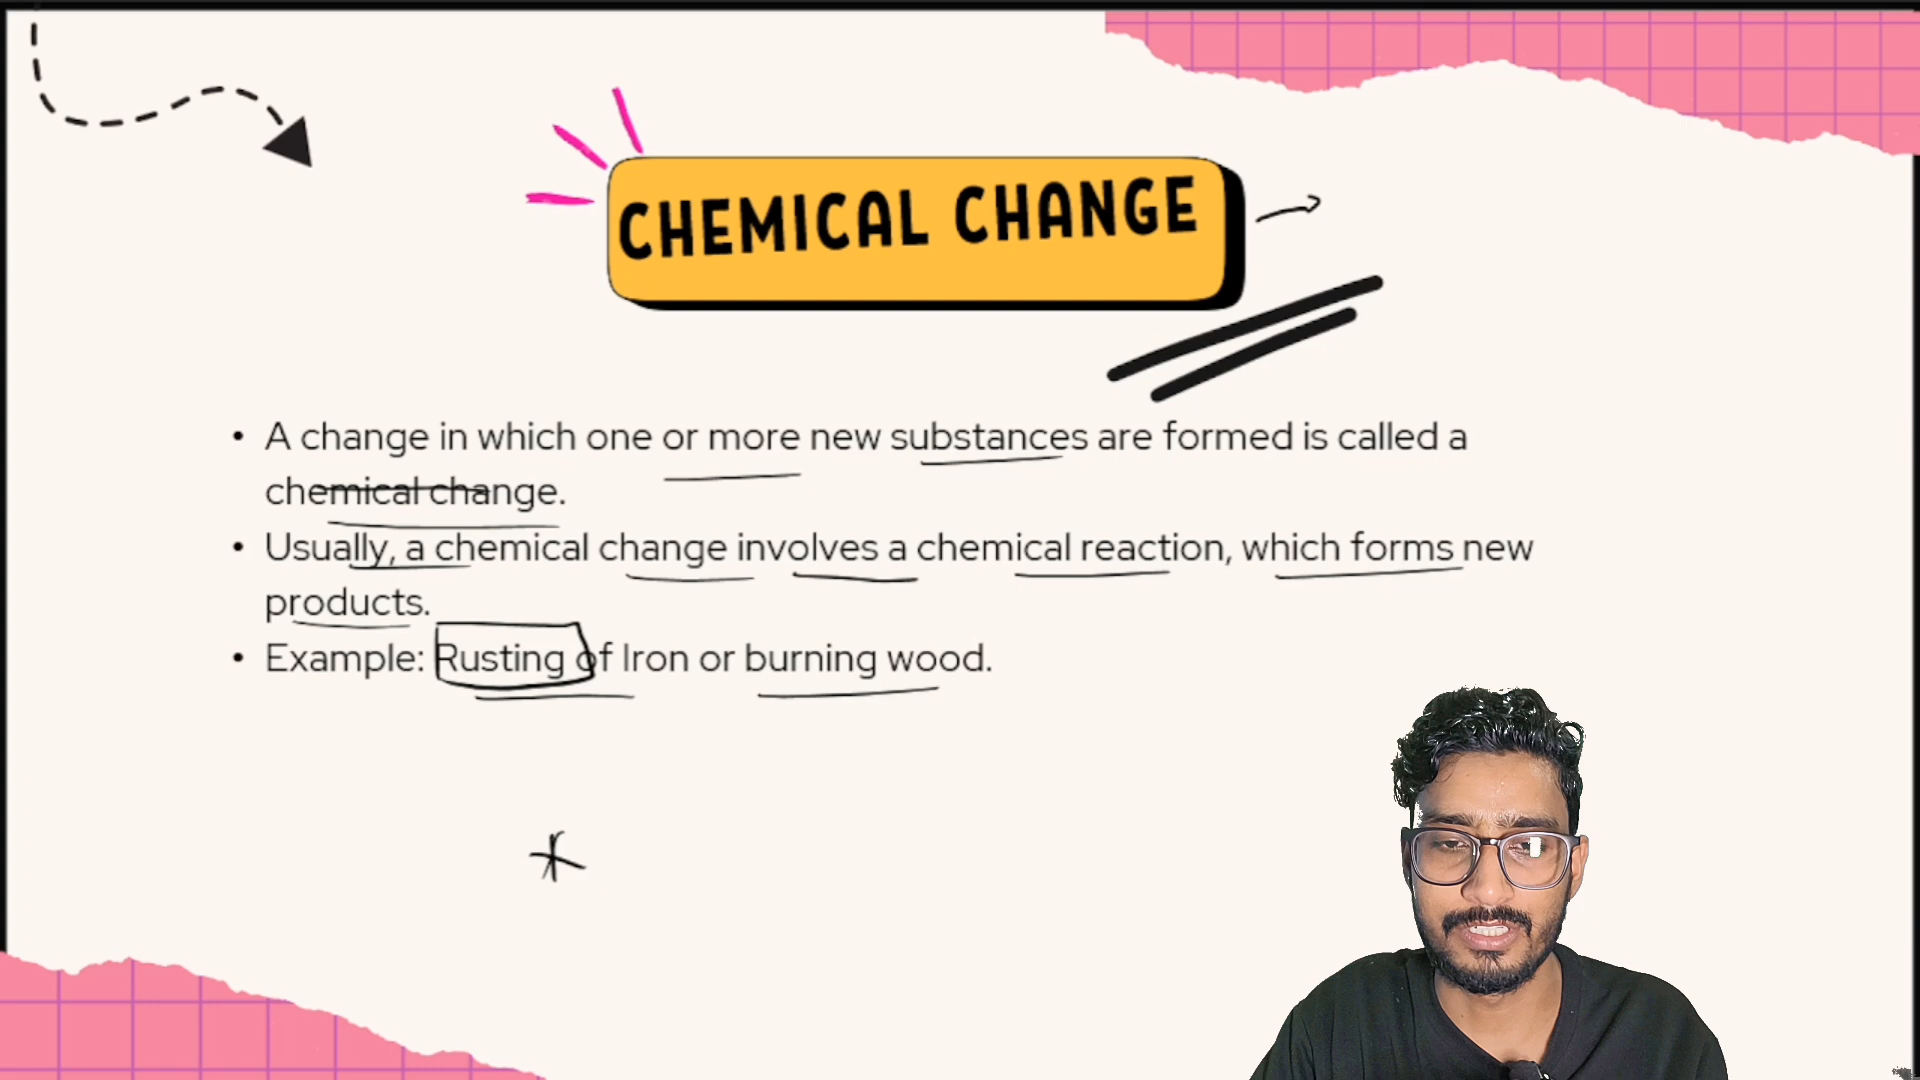 CHEMICAL CHANGE
• A change in which one or more new substances are formed is called a
chemical change.
• Usually, a chemical change involves a chemical reaction, which forms new
products.
• Example: Rusting of Iron or burning wood.